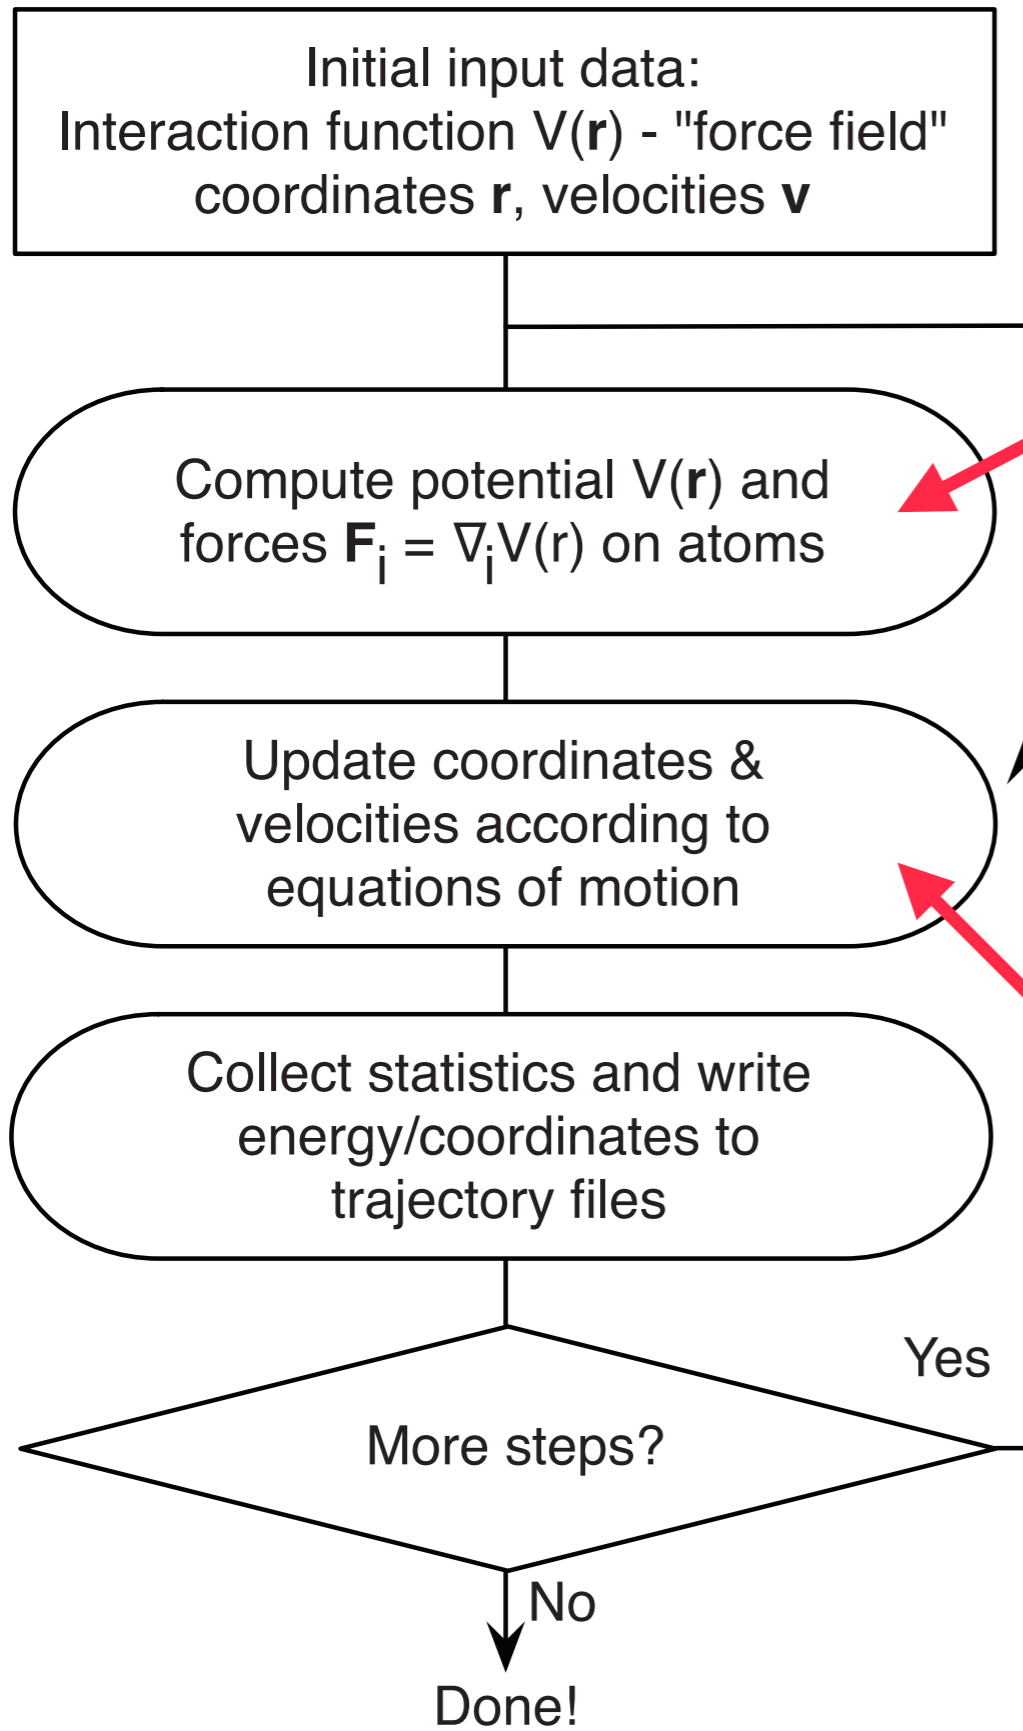 Initial input data:
Interaction function V(r) - "force field"
coordinates r, velocities v
Compute potential V(r) and
forces Fᵢ = ∇ᵢV(r) on atoms
Update coordinates &
velocities according to
equations of motion
Collect statistics and write
energy/coordinates to
trajectory files
Yes
More steps?
No
Done!